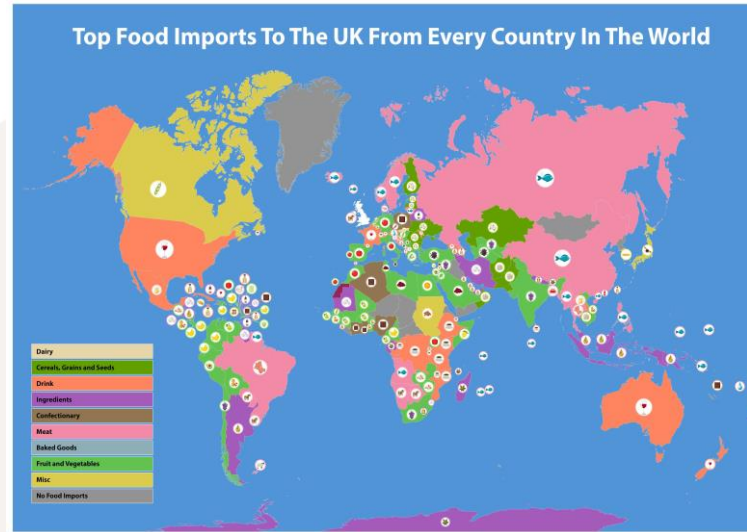 Top Food Imports To The UK From Every Country In The World
Dairy
Cereals, Grains and Seeds
Drink
Ingredients
Confectionary
Meat
Baked Goods
Fruit and Vegetables
Misc
No Food Imports